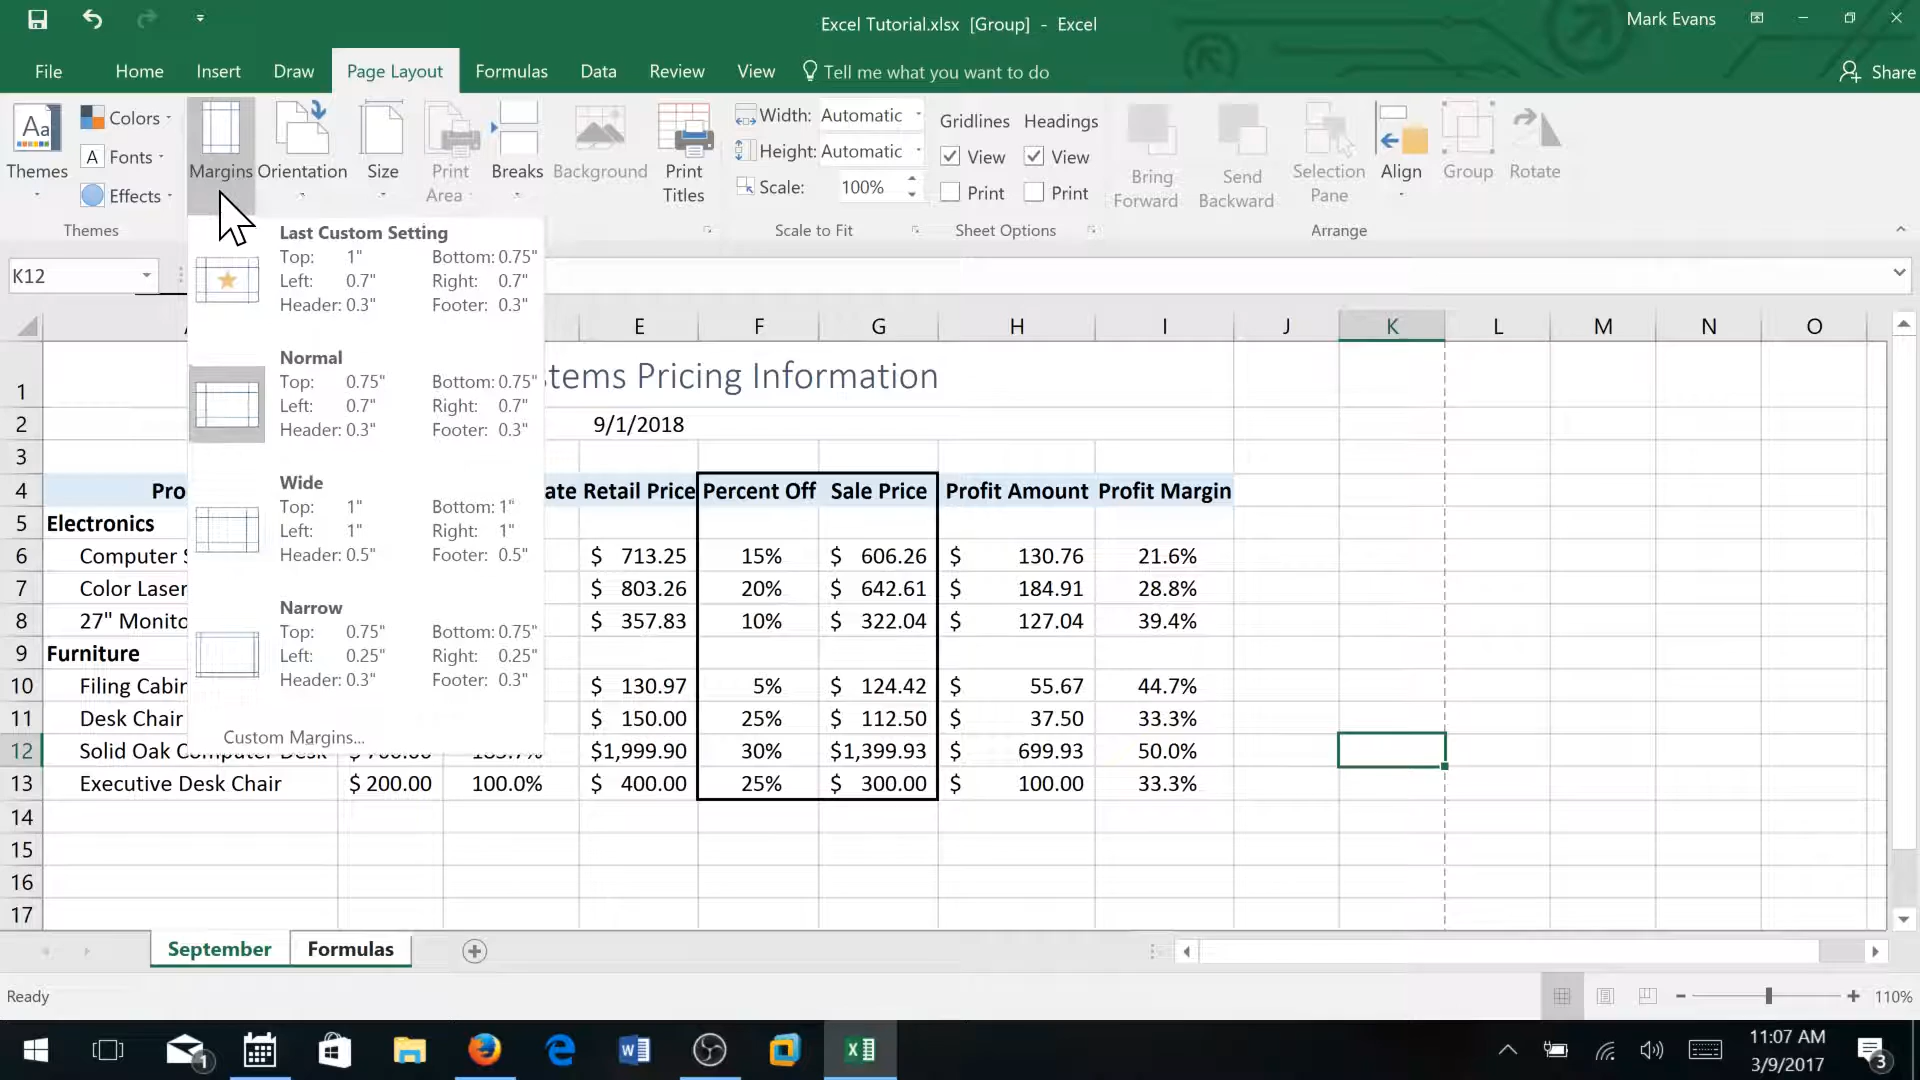 Excel Tutorial.xlsx [Group] - Excel
Mark Evans
File Home Insert Draw Page Layout Formulas Data Review View Tell me what you want to do Share
Themes
Colors
Fonts
Effects
Themes
Margins
Orientation
Size
Print
Area
Breaks
Background
Print
Titles
Width: Automatic
Height: Automatic
Scale: 100%
Scale to Fit
Gridlines Headings
View View
Print Print
Sheet Options
Bring
Forward
Send
Backward
Selection
Pane
Align
Group
Rotate
Arrange
K12
Last Custom Setting
Top: 1" Bottom: 0.75"
Left: 0.7" Right: 0.7"
Header: 0.3" Footer: 0.3"
Normal
Top: 0.75" Bottom: 0.75"
Left: 0.7" Right: 0.7"
Header: 0.3" Footer: 0.3"
Wide
Top: 1" Bottom: 1"
Left: 1" Right: 1"
Header: 0.5" Footer: 0.5"
Narrow
Top: 0.75" Bottom: 0.75"
Left: 0.25" Right: 0.25"
Header: 0.3" Footer: 0.3"
Custom Margins...
E F G H I J K L M N O
1 stems Pricing Information
2 9/1/2018
3
4 Pro ate Retail Price Percent Off Sale Price Profit Amount Profit Margin
5 Electronics
6 Computer S $ 713.25 15% $ 606.26 $ 130.76 21.6%
7 Color Laser $ 803.26 20% $ 642.61 $ 184.91 28.8%
8 27" Monito $ 357.83 10% $ 322.04 $ 127.04 39.4%
9 Furniture
10 Filing Cabin $ 130.97 5% $ 124.42 $ 55.67 44.7%
11 Desk Chair $ 150.00 25% $ 112.50 $ 37.50 33.3%
12 Solid Oak Computer Desk $1,999.90 30% $1,399.93 $ 699.93 50.0%
13 Executive Desk Chair $ 200.00 100.0% $ 400.00 25% $ 300.00 $ 100.00 33.3%
14
15
16
17
September Formulas
Ready
110%
1
11:07 AM
3/9/2017
3